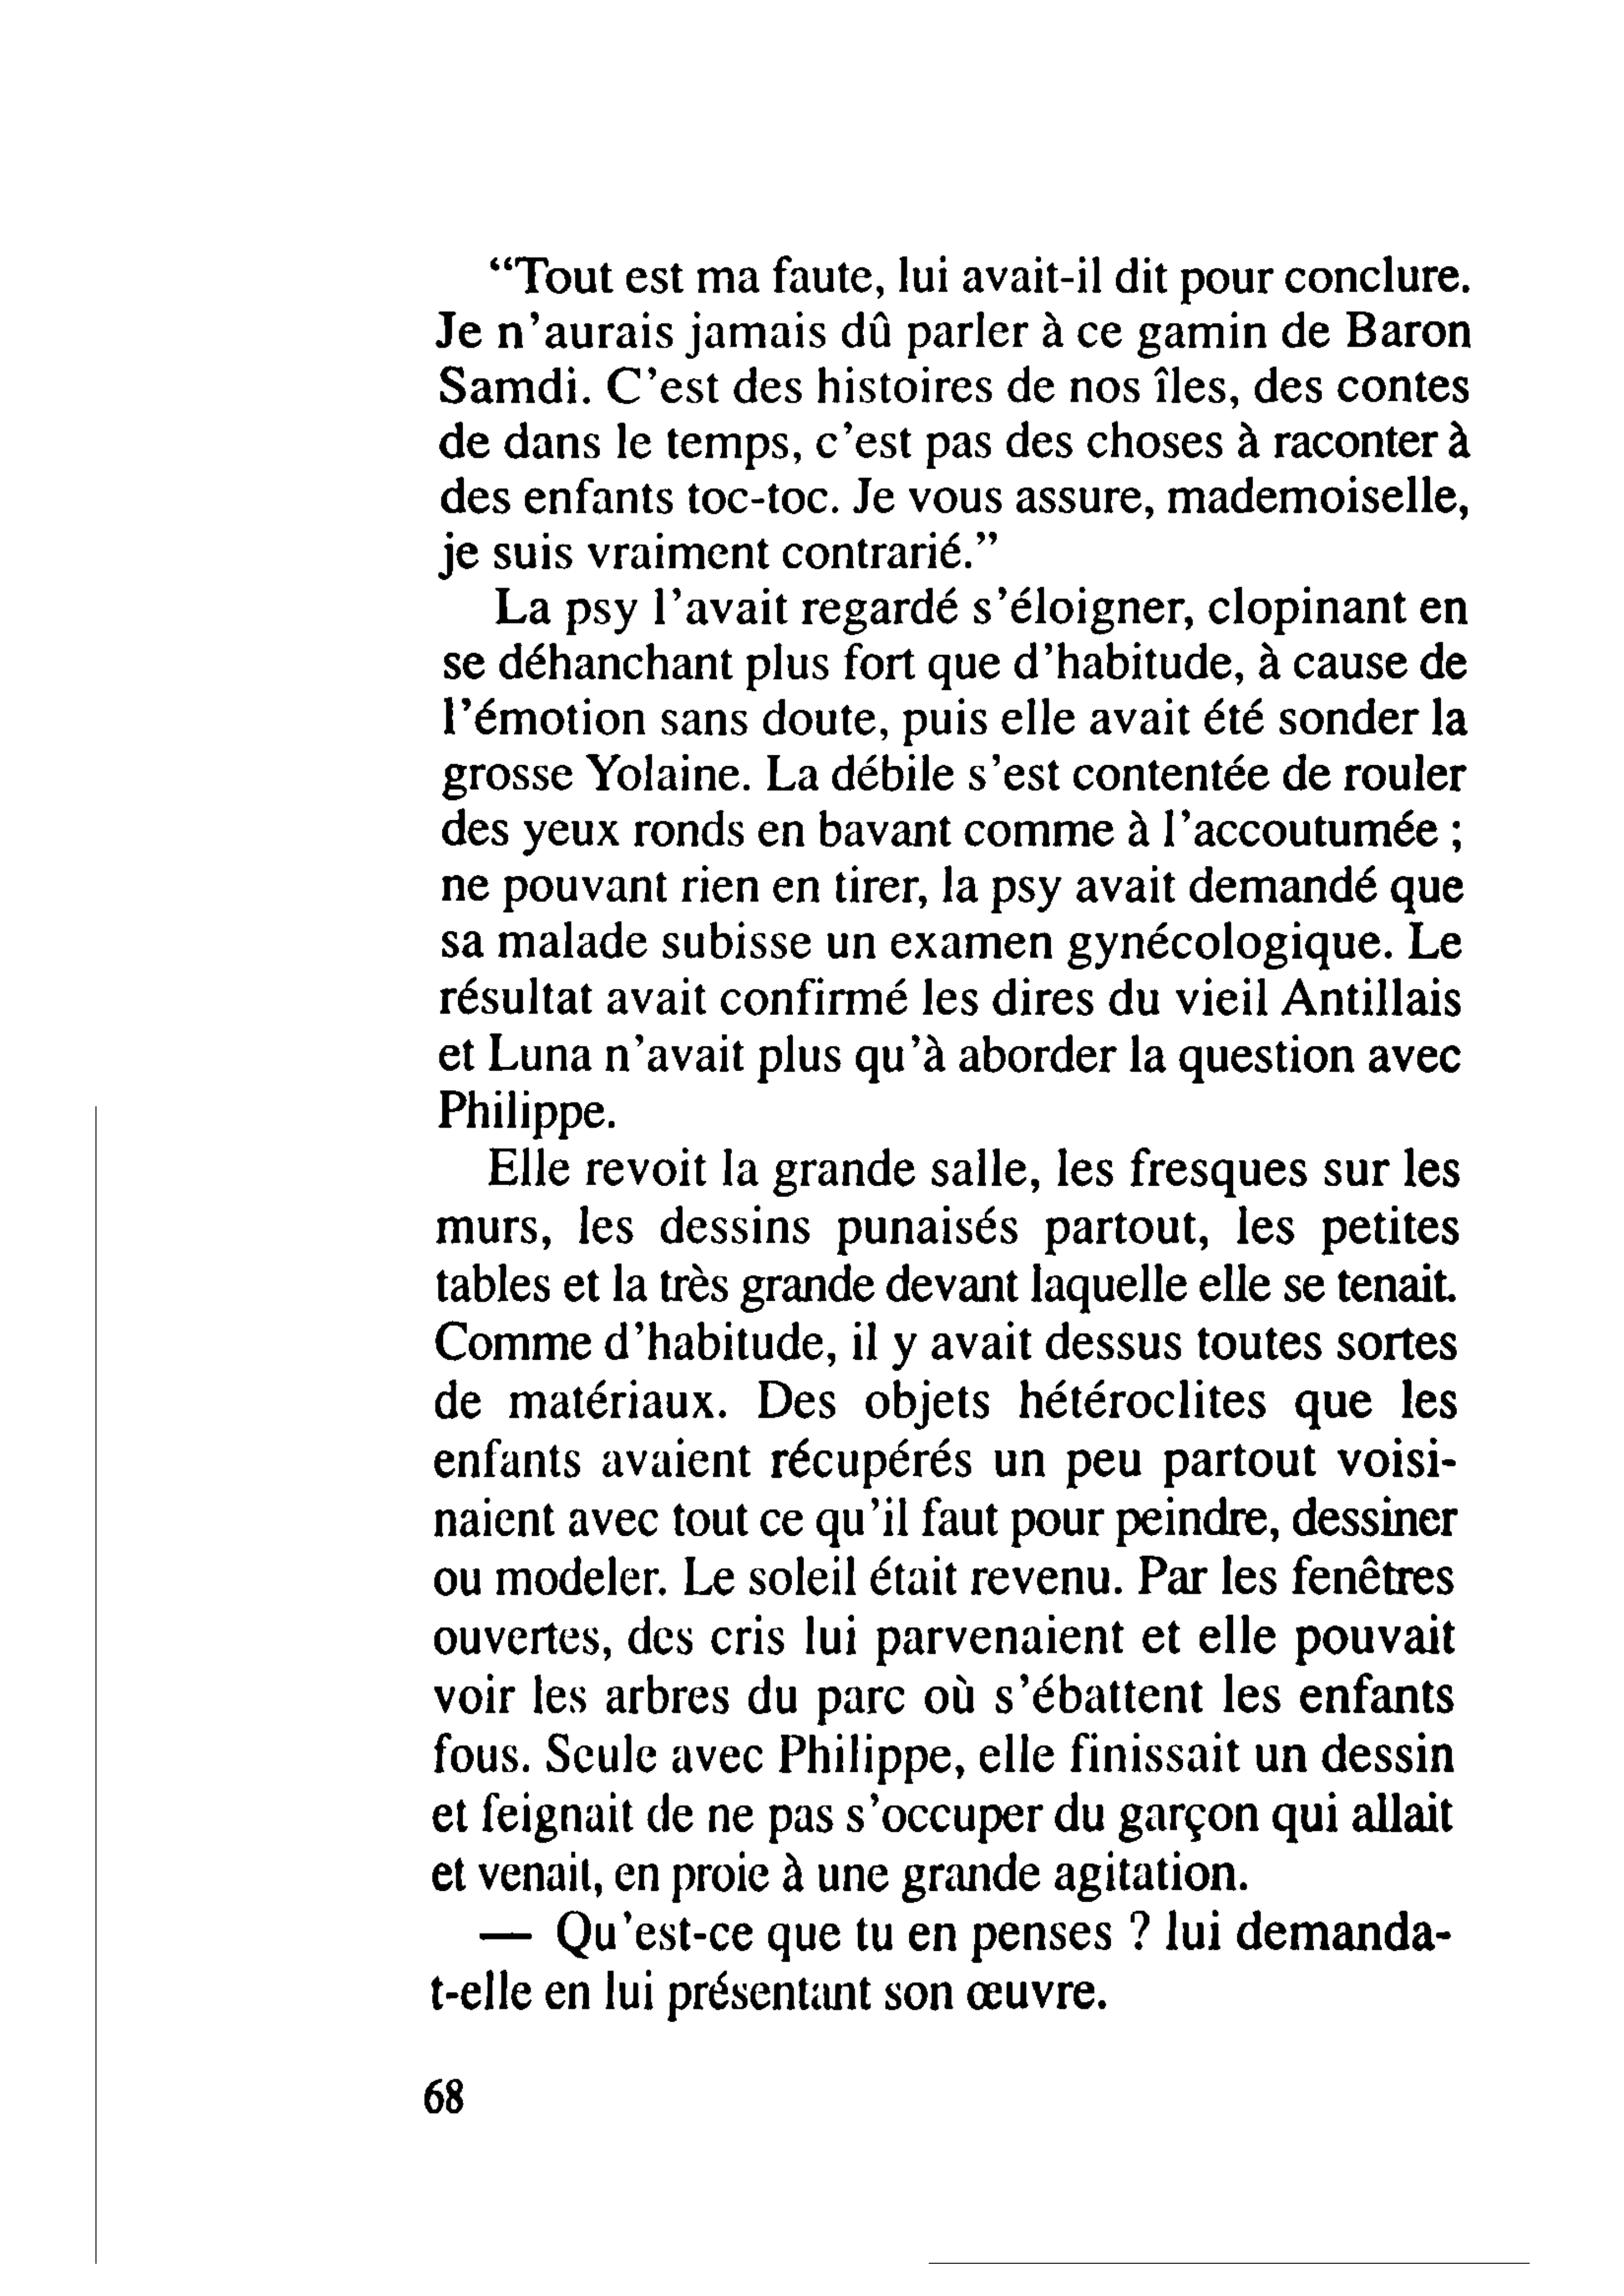 “Tout est ma faute, lui avait-il dit pour conclure.
Je n’aurais jamais dû parler à ce gamin de Baron
Samdi. C’est des histoires de nos îles, des contes
de dans le temps, c’est pas des choses à raconter à
des enfants toc-toc. Je vous assure, mademoiselle,
je suis vraiment contrarié.”
La psy l’avait regardé s’éloigner, clopinant en
se déhanchant plus fort que d’habitude, à cause de
l’émotion sans doute, puis elle avait été sonder la
grosse Yolaine. La débile s’est contentée de rouler
des yeux ronds en bavant comme à l’accoutumée ;
ne pouvant rien en tirer, la psy avait demandé que
sa malade subisse un examen gynécologique. Le
résultat avait confirmé les dires du vieil Antillais
et Luna n’avait plus qu’à aborder la question avec
Philippe.
Elle revoit la grande salle, les fresques sur les
murs, les dessins punaisés partout, les petites
tables et la très grande devant laquelle elle se tenait.
Comme d’habitude, il y avait dessus toutes sortes
de matériaux. Des objets hétéroclites que les
enfants avaient récupérés un peu partout voisi-
naient avec tout ce qu’il faut pour peindre, dessiner
ou modeler. Le soleil était revenu. Par les fenêtres
ouvertes, des cris lui parvenaient et elle pouvait
voir les arbres du parc où s’ébattent les enfants
fous. Seule avec Philippe, elle finissait un dessin
et feignait de ne pas s’occuper du garçon qui allait
et venait, en proie à une grande agitation.
— Qu’est-ce que tu en penses ? lui demanda-
t-elle en lui présentant son œuvre.
68